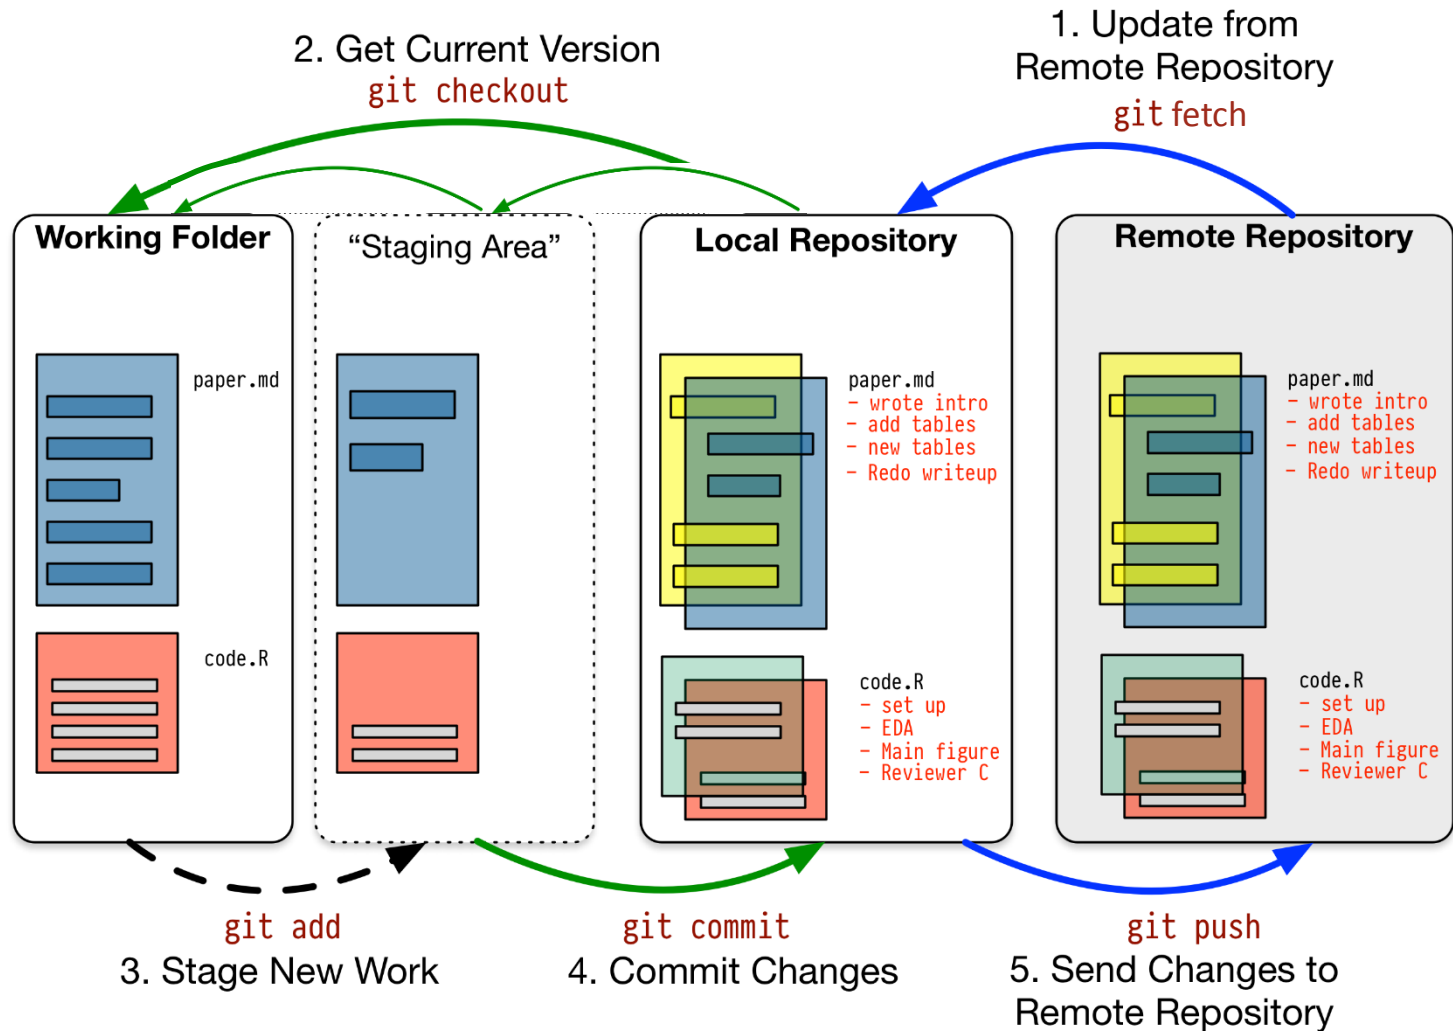 2. Get Current Version
git checkout
1. Update from
Remote Repository
git fetch
Working Folder
“Staging Area”
Local Repository
Remote Repository
paper.md
code.R
paper.md
- wrote intro
- add tables
- new tables
- Redo writeup
code.R
- set up
- EDA
- Main figure
- Reviewer C
paper.md
- wrote intro
- add tables
- new tables
- Redo writeup
code.R
- set up
- EDA
- Main figure
- Reviewer C
git add
3. Stage New Work
git commit
4. Commit Changes
git push
5. Send Changes to
Remote Repository